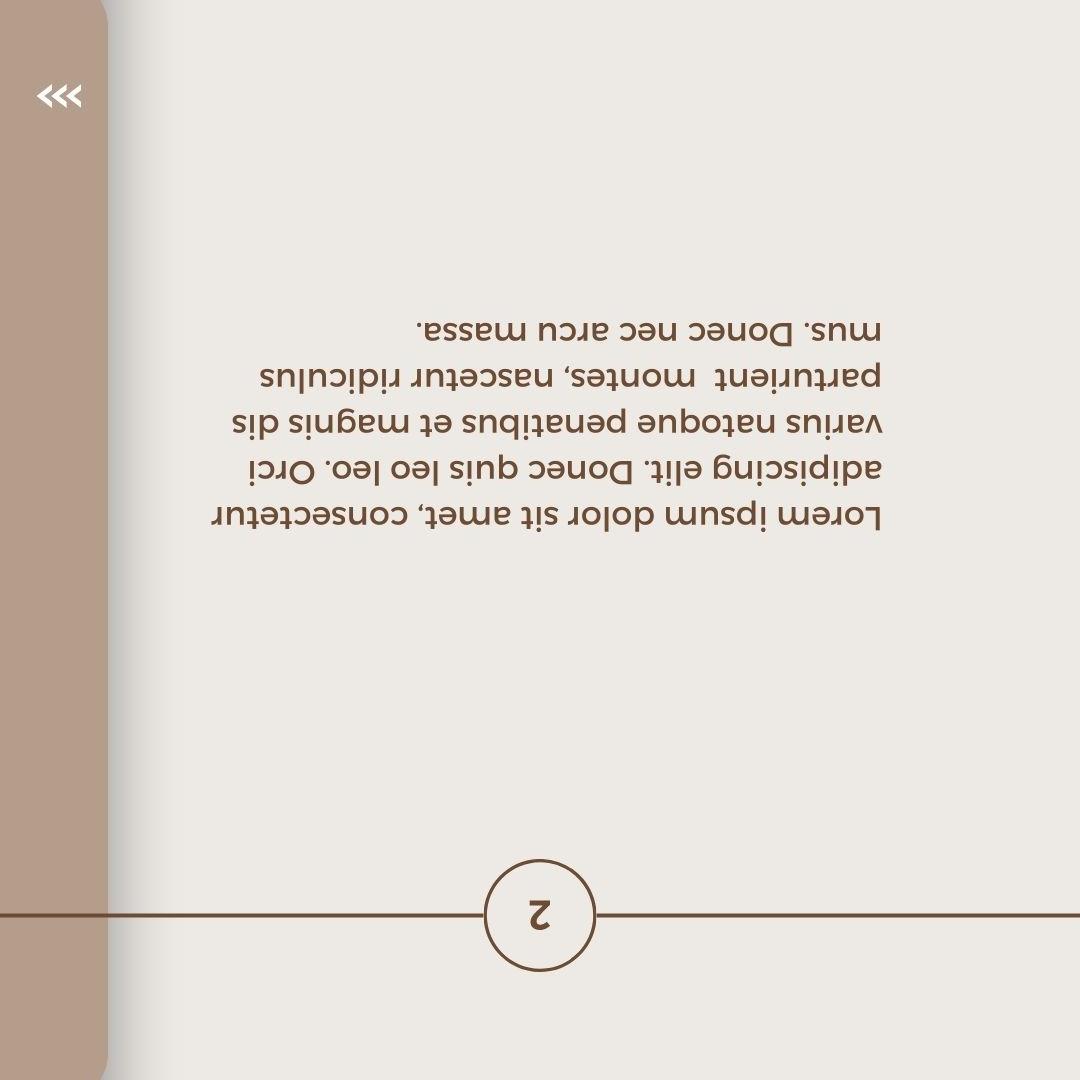 2
Lorem ipsum dolor sit amet, consectetur
adipiscing elit. Donec quis leo leo. Orci
varius natoque penatibus et magnis dis
parturient  montes, nascetur ridiculus
mus. Donec nec arcu massa.